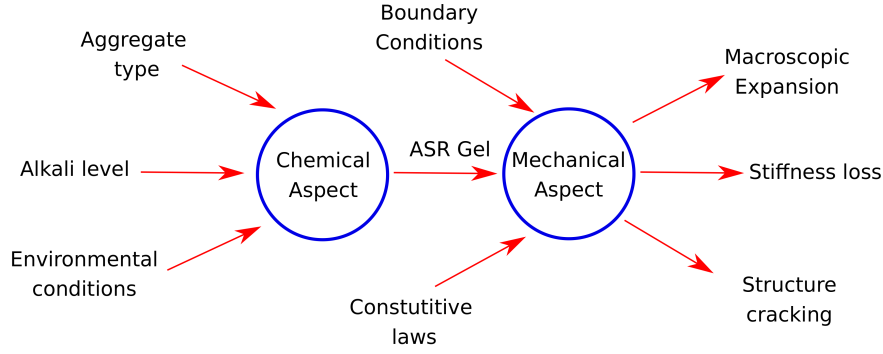 Aggregate
type
Alkali level
Environmental
conditions
Chemical
Aspect
ASR Gel
Boundary
Conditions
Constutitive
laws
Mechanical
Aspect
Macroscopic
Expansion
Stiffness loss
Structure
cracking